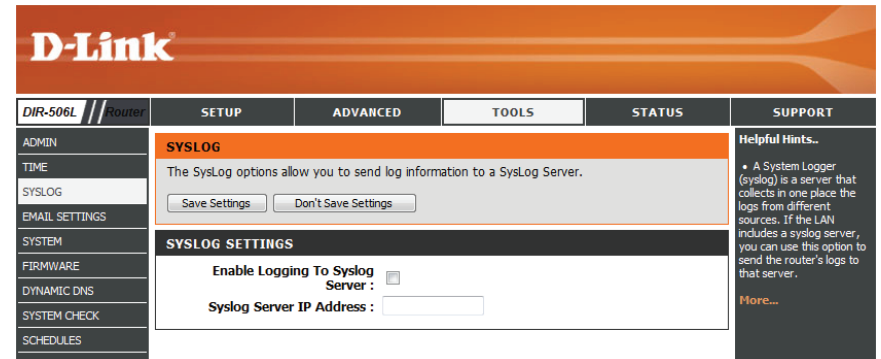 D-Link®
DIR-506L // Router
SETUP
ADVANCED
TOOLS
STATUS
SUPPORT
ADMIN
TIME
SYSLOG
EMAIL SETTINGS
SYSTEM
FIRMWARE
DYNAMIC DNS
SYSTEM CHECK
SCHEDULES
SYSLOG
The SysLog options allow you to send log information to a SysLog Server.
Save Settings
Don't Save Settings
SYSLOG SETTINGS
Enable Logging To Syslog
Server :
Syslog Server IP Address :
Helpful Hints..
• A System Logger
(syslog) is a server that
collects in one place the
logs from different
sources. If the LAN
includes a syslog server,
you can use this option to
send the router's logs to
that server.
More...